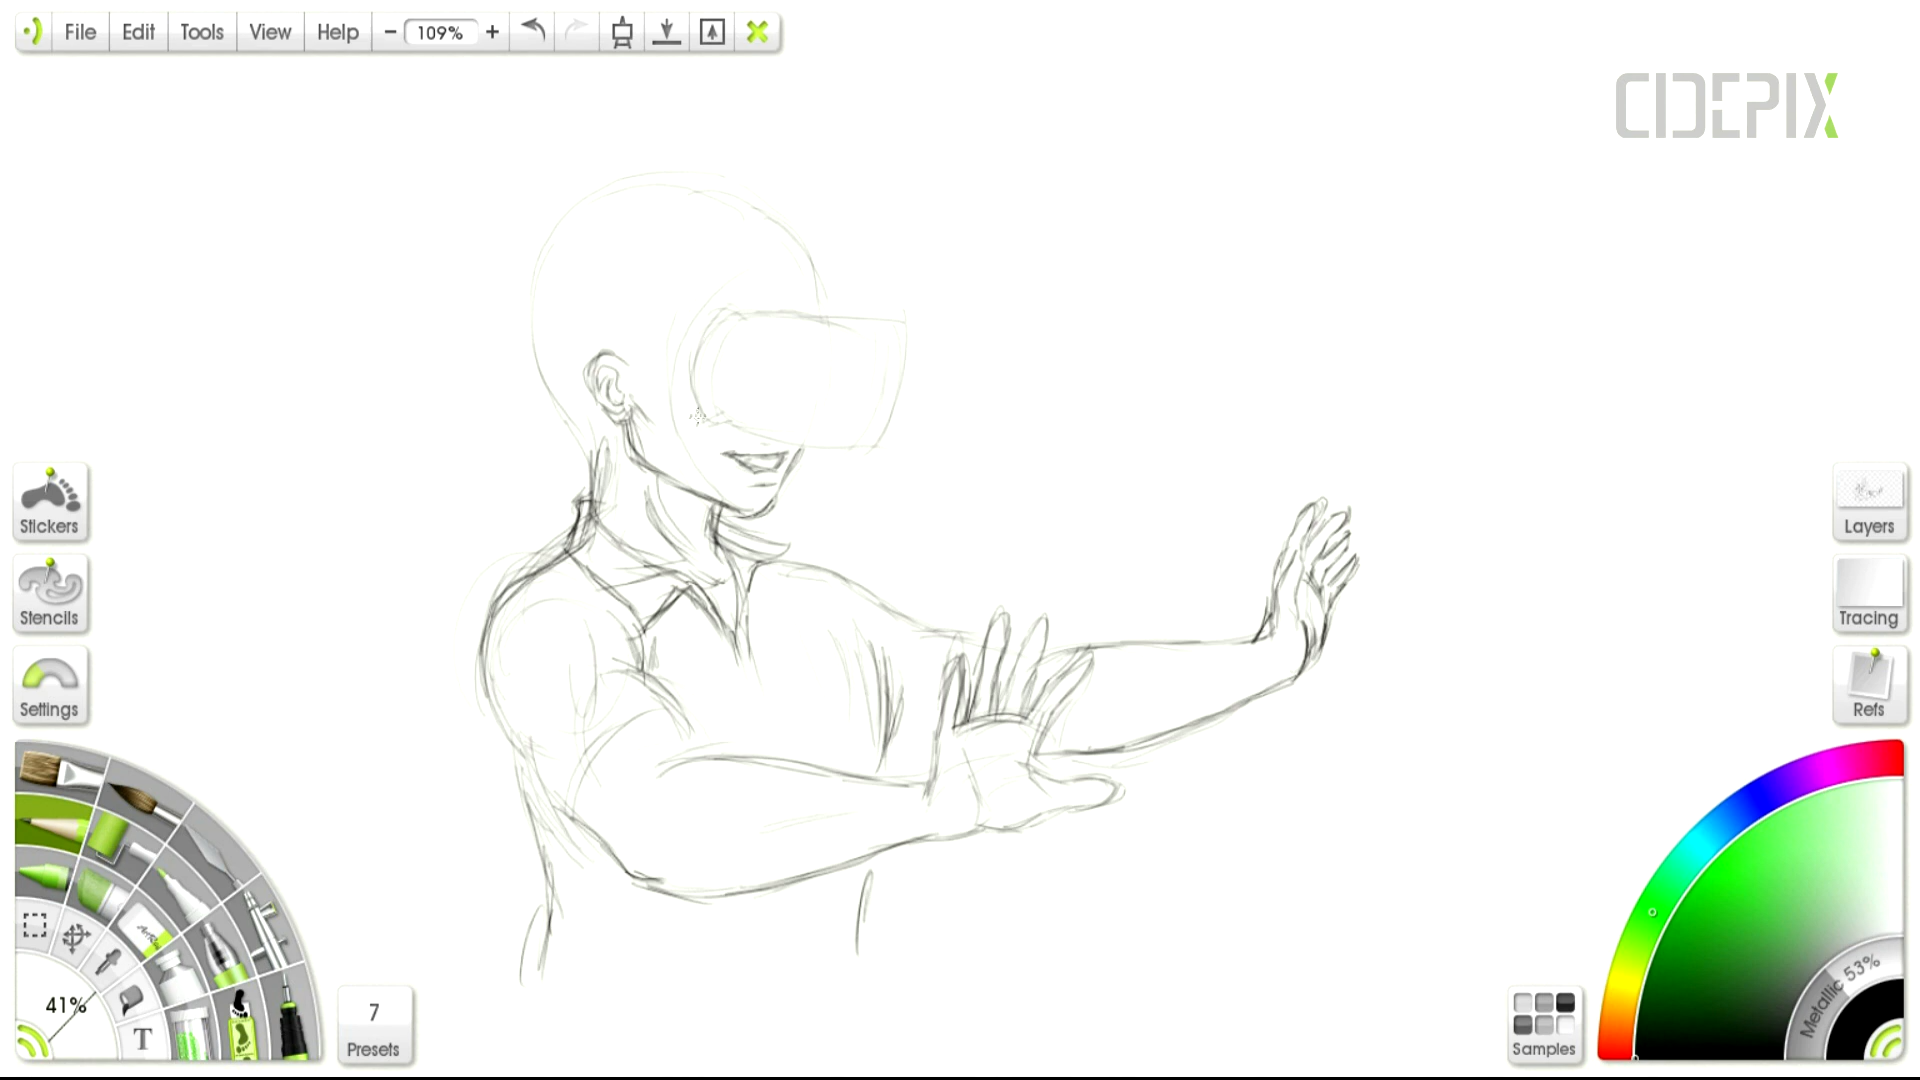 File Edit Tools View Help − 109% +
CIDEPIX
Stickers
Stencils
Settings
Layers
Tracing
Refs
41%
T
7
Presets
Samples
Metallic 53%